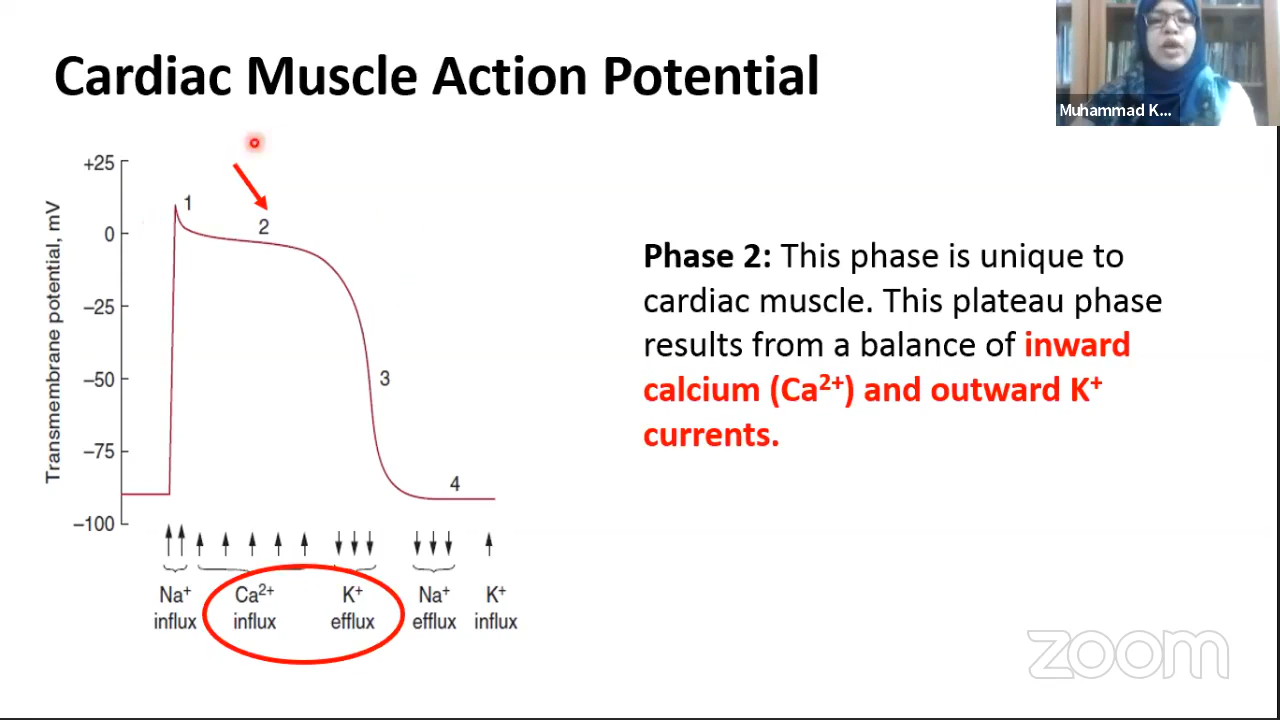 Cardiac Muscle Action Potential
Muhammad K...
Transmembrane potential, mV
+25
0
−25
−50
−75
−100
1
2
3
4
Na⁺ influx
Ca²⁺ influx
K⁺ efflux
Na⁺ efflux
K⁺ influx
Phase 2: This phase is unique to
cardiac muscle. This plateau phase
results from a balance of inward
calcium (Ca²⁺) and outward K⁺
currents.
zoom